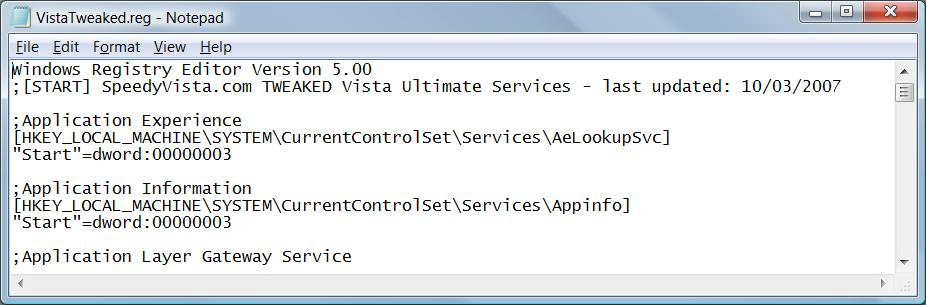 VistaTweaked.reg - Notepad
File Edit Format View Help
Windows Registry Editor Version 5.00
;[START] SpeedyVista.com TWEAKED Vista Ultimate Services - last updated: 10/03/2007
;Application Experience
[HKEY_LOCAL_MACHINE\SYSTEM\CurrentControlSet\Services\AeLookupSvc]
"Start"=dword:00000003
;Application Information
[HKEY_LOCAL_MACHINE\SYSTEM\CurrentControlSet\Services\Appinfo]
"Start"=dword:00000003
;Application Layer Gateway Service